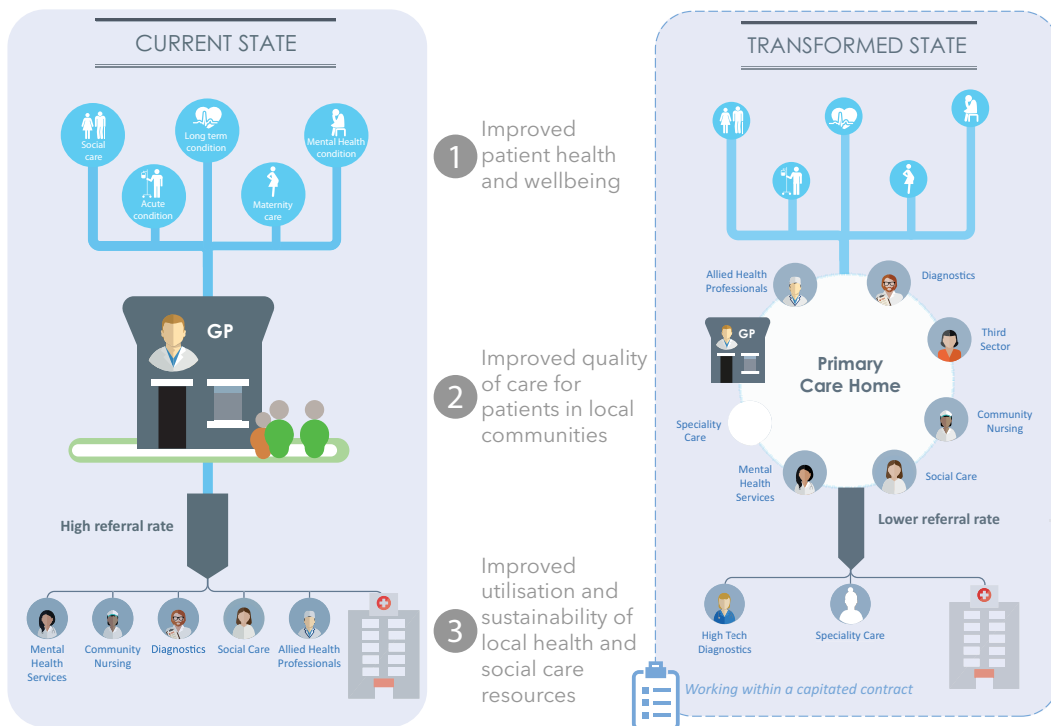 CURRENT STATE
Social
care
Long term
condition
Mental Health
condition
Acute
condition
Maternity
care
GP
High referral rate
Mental
Health
Services
Community
Nursing
Diagnostics
Social Care
Allied Health
Professionals
1
Improved
patient health
and wellbeing
2
Improved quality
of care for
patients in local
communities
3
Improved
utilisation and
sustainability of
local health and
social care
resources
TRANSFORMED STATE
Allied Health
Professionals
Diagnostics
Third
Sector
Primary
Care Home
Community
Nursing
Speciality
Care
Mental
Health
Services
Social Care
Lower referral rate
High Tech
Diagnostics
Speciality Care
Working within a capitated contract